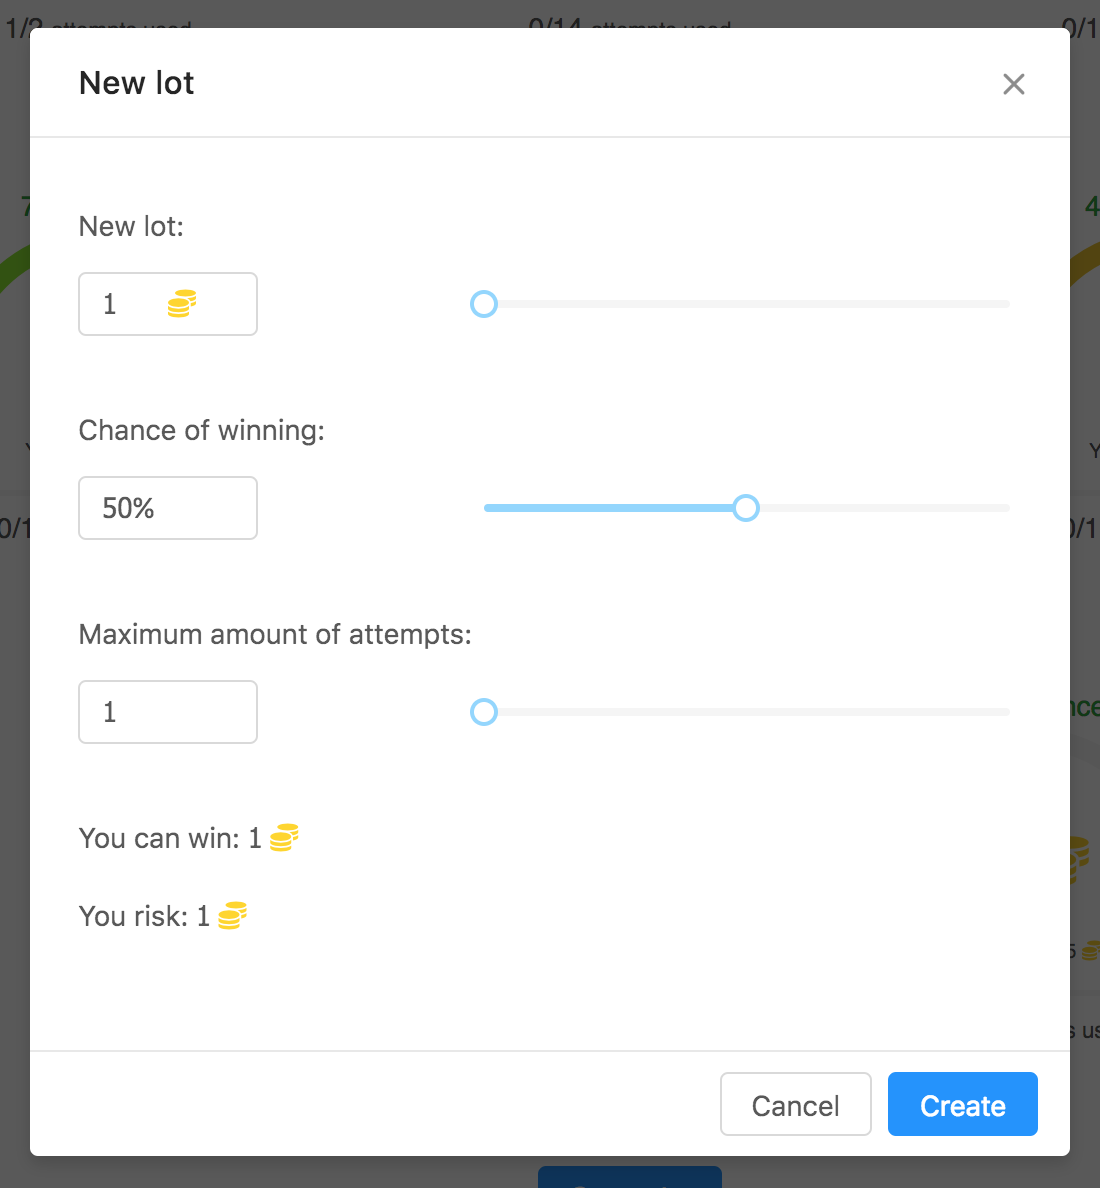 New lot
New lot:
1
Chance of winning:
50%
Maximum amount of attempts:
1
You can win: 1
You risk: 1
Cancel
Create